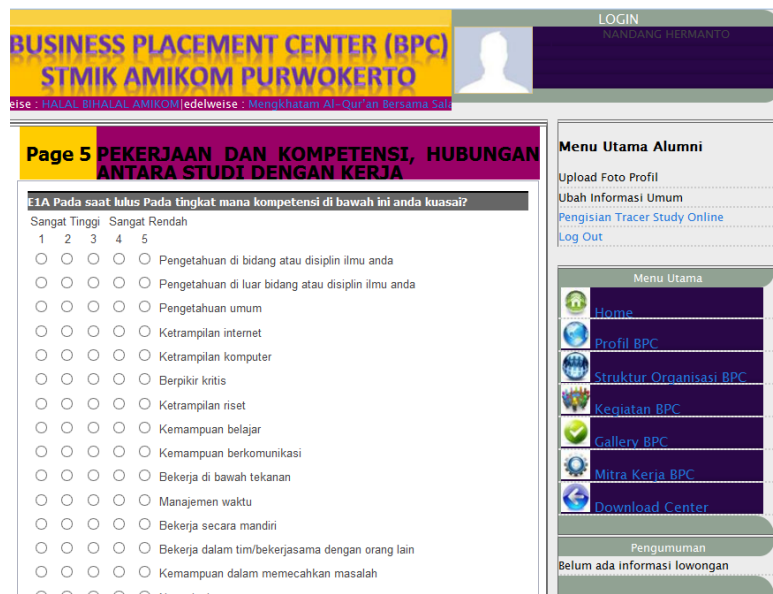 LOGIN
NANDANG HERMANTO
BUSINESS PLACEMENT CENTER (BPC)
STMIK AMIKOM PURWOKERTO
eise : HALAL BIHALAL AMIKOM|edelweise : Mengkhatam Al-Qur'an Bersama Sala
Page 5 PEKERJAAN DAN KOMPETENSI, HUBUNGAN
ANTARA STUDI DENGAN KERJA
E1A Pada saat lulus Pada tingkat mana kompetensi di bawah ini anda kuasai?
Sangat Tinggi Sangat Rendah
1 2 3 4 5
Pengetahuan di bidang atau disiplin ilmu anda
Pengetahuan di luar bidang atau disiplin ilmu anda
Pengetahuan umum
Ketrampilan internet
Ketrampilan komputer
Berpikir kritis
Ketrampilan riset
Kemampuan belajar
Kemampuan berkomunikasi
Bekerja di bawah tekanan
Manajemen waktu
Bekerja secara mandiri
Bekerja dalam tim/bekerjasama dengan orang lain
Kemampuan dalam memecahkan masalah
Menu Utama Alumni
Upload Foto Profil
Ubah Informasi Umum
Pengisian Tracer Study Online
Log Out
Menu Utama
Home
Profil BPC
Struktur Organisasi BPC
Kegiatan BPC
Gallery BPC
Mitra Kerja BPC
Download Center
Pengumuman
Belum ada informasi lowongan